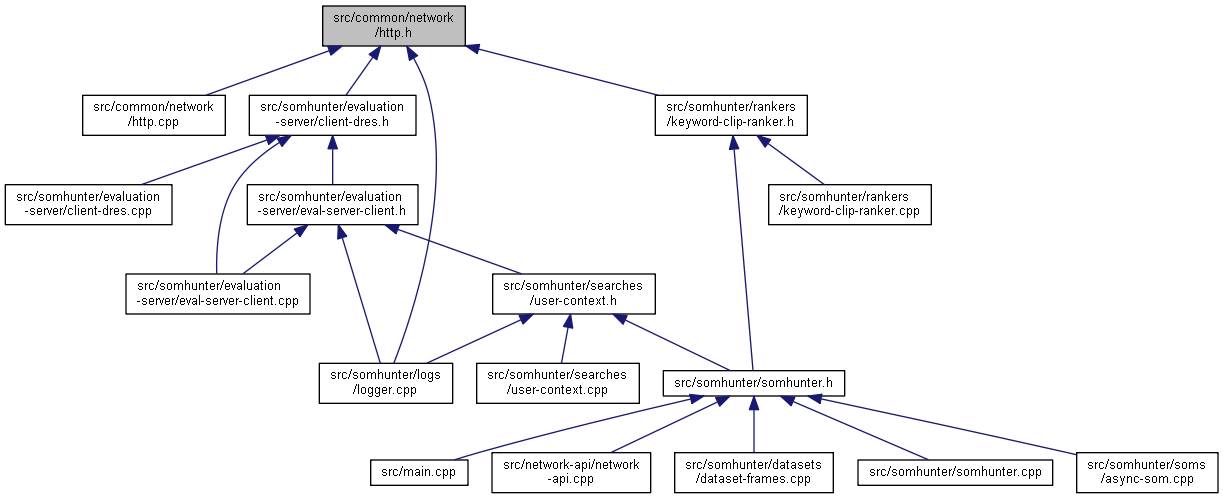 src/common/network
/http.h
src/common/network
/http.cpp
src/somhunter/evaluation
-server/client-dres.h
src/somhunter/rankers
/keyword-clip-ranker.h
src/somhunter/evaluation
-server/client-dres.cpp
src/somhunter/evaluation
-server/eval-server-client.h
src/somhunter/rankers
/keyword-clip-ranker.cpp
src/somhunter/evaluation
-server/eval-server-client.cpp
src/somhunter/searches
/user-context.h
src/somhunter/logs
/logger.cpp
src/somhunter/searches
/user-context.cpp
src/somhunter/somhunter.h
src/main.cpp
src/network-api/network
-api.cpp
src/somhunter/datasets
/dataset-frames.cpp
src/somhunter/somhunter.cpp
src/somhunter/soms
/async-som.cpp